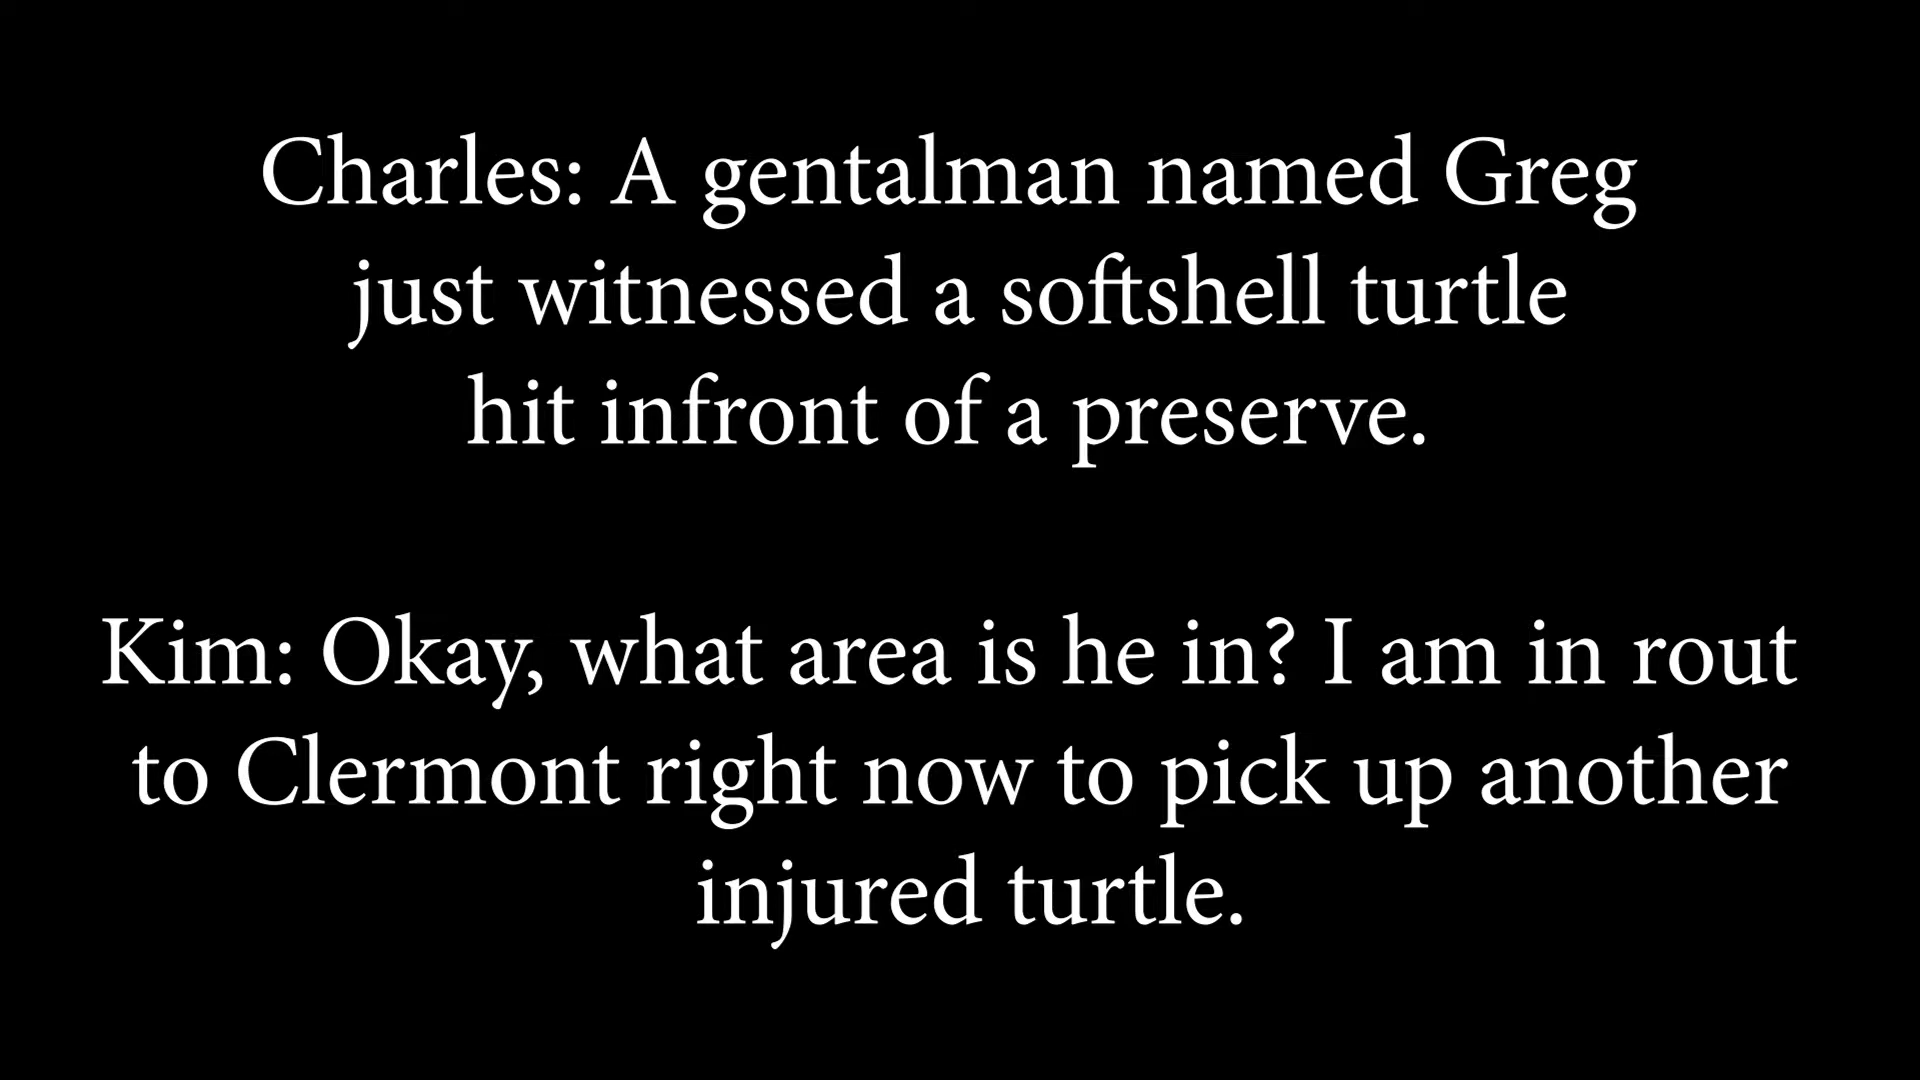 Charles: A gentalman named Greg
just witnessed a softshell turtle
hit infront of a preserve.
Kim: Okay, what area is he in? I am in rout
to Clermont right now to pick up another
injured turtle.